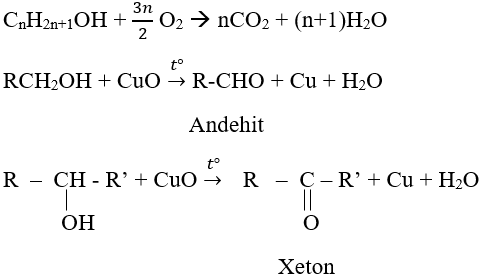 CnH2n+1OH + 3n/2 O2 → nCO2 + (n+1)H2O
RCH2OH + CuO →t° R-CHO + Cu + H2O
Andehit
R – CH - R’ + CuO →t° R – C – R’ + Cu + H2O
OH O
Xeton